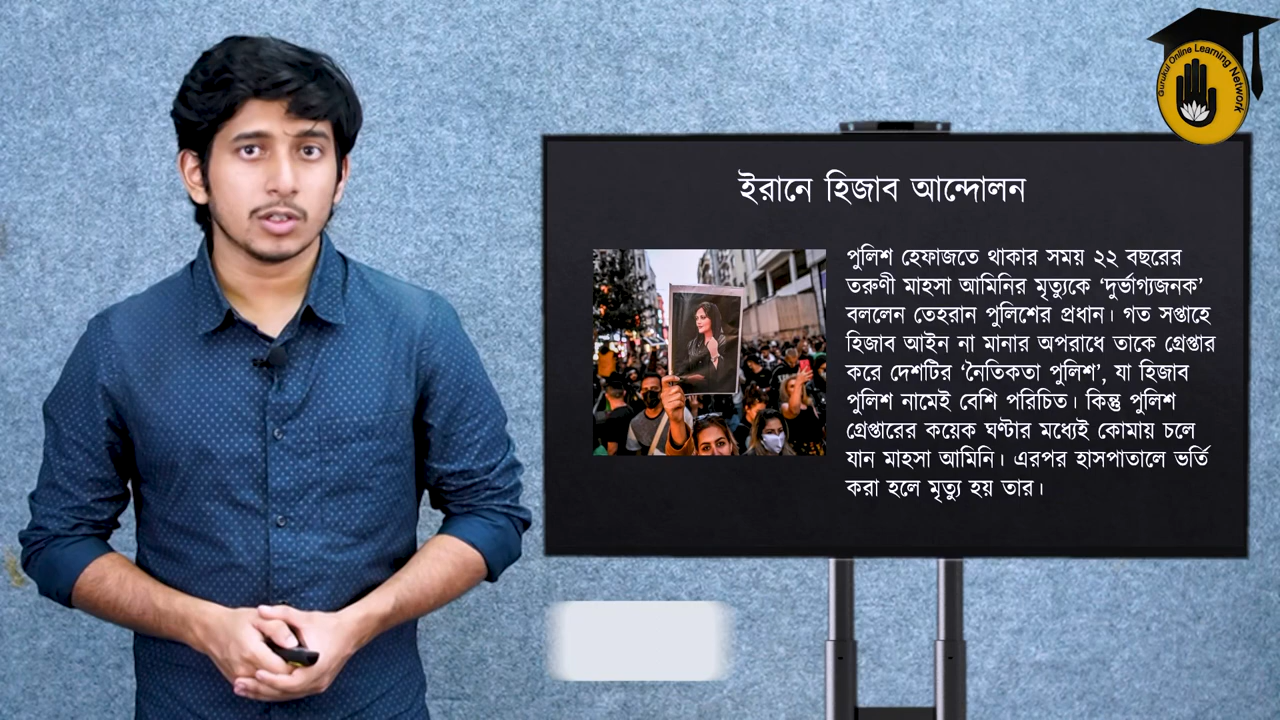 Gurukul Online Learning Network
ইরানে হিজাব আন্দোলন
পুলিশ হেফাজতে থাকার সময় ২২ বছরের
তরুণী মাহসা আমিনির মৃত্যুকে ‘দুর্ভাগ্যজনক’
বললেন তেহরান পুলিশের প্রধান। গত সপ্তাহে
হিজাব আইন না মানার অপরাধে তাকে গ্রেপ্তার
করে দেশটির ‘নৈতিকতা পুলিশ’, যা হিজাব
পুলিশ নামেই বেশি পরিচিত। কিন্তু পুলিশ
গ্রেপ্তারের কয়েক ঘণ্টার মধ্যেই কোমায় চলে
যান মাহসা আমিনি। এরপর হাসপাতালে ভর্তি
করা হলে মৃত্যু হয় তার।